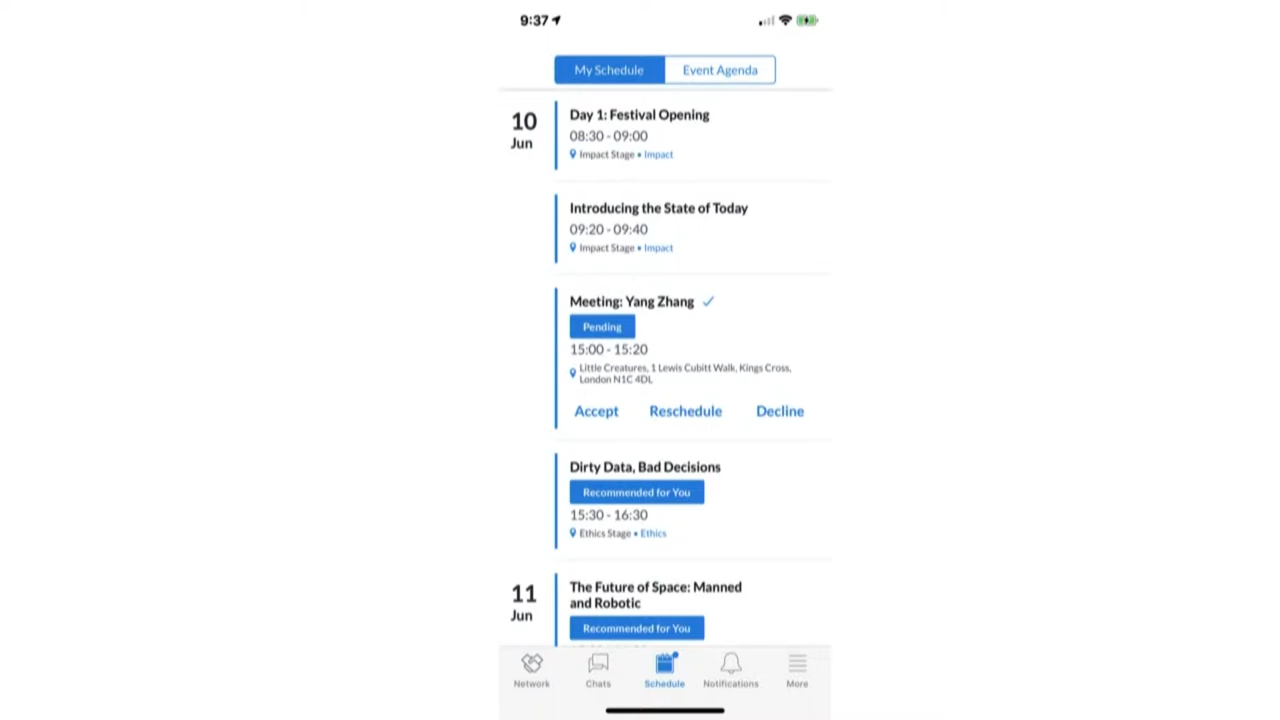 9:37
My Schedule Event Agenda
10
Jun
Day 1: Festival Opening
08:30 - 09:00
Impact Stage • Impact
Introducing the State of Today
09:20 - 09:40
Impact Stage • Impact
Meeting: Yang Zhang
Pending
15:00 - 15:20
Little Creatures, 1 Lewis Cubitt Walk, Kings Cross,
London N1C 4DL
Accept Reschedule Decline
Dirty Data, Bad Decisions
Recommended for You
15:30 - 16:30
Ethics Stage • Ethics
11
Jun
The Future of Space: Manned
and Robotic
Recommended for You
Network Chats Schedule Notifications More